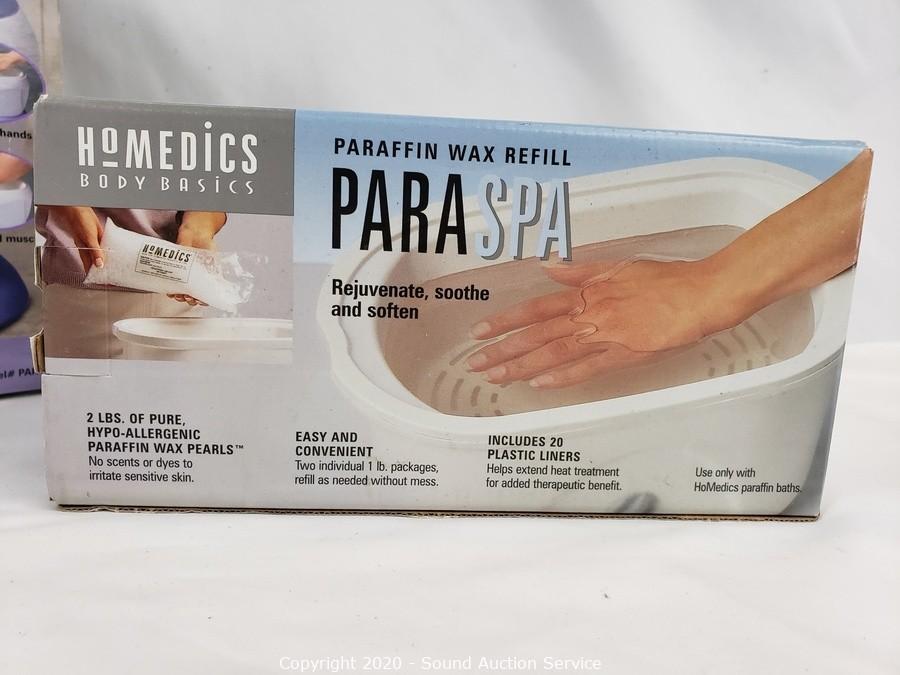 HoMEDiCS
BODY BASiCS
PARAFFIN WAX REFILL
PARASPA
Rejuvenate, soothe
and soften
HoMEDiCS
2 LBS. OF PURE,
HYPO-ALLERGENIC
PARAFFIN WAX PEARLS™
No scents or dyes to
irritate sensitive skin.
EASY AND
CONVENIENT
Two individual 1 lb. packages,
refill as needed without mess.
INCLUDES 20
PLASTIC LINERS
Helps extend heat treatment
for added therapeutic benefit.
Use only with
HoMedics paraffin baths.
hands
l musc
el# PA
Copyright 2020 - Sound Auction Service